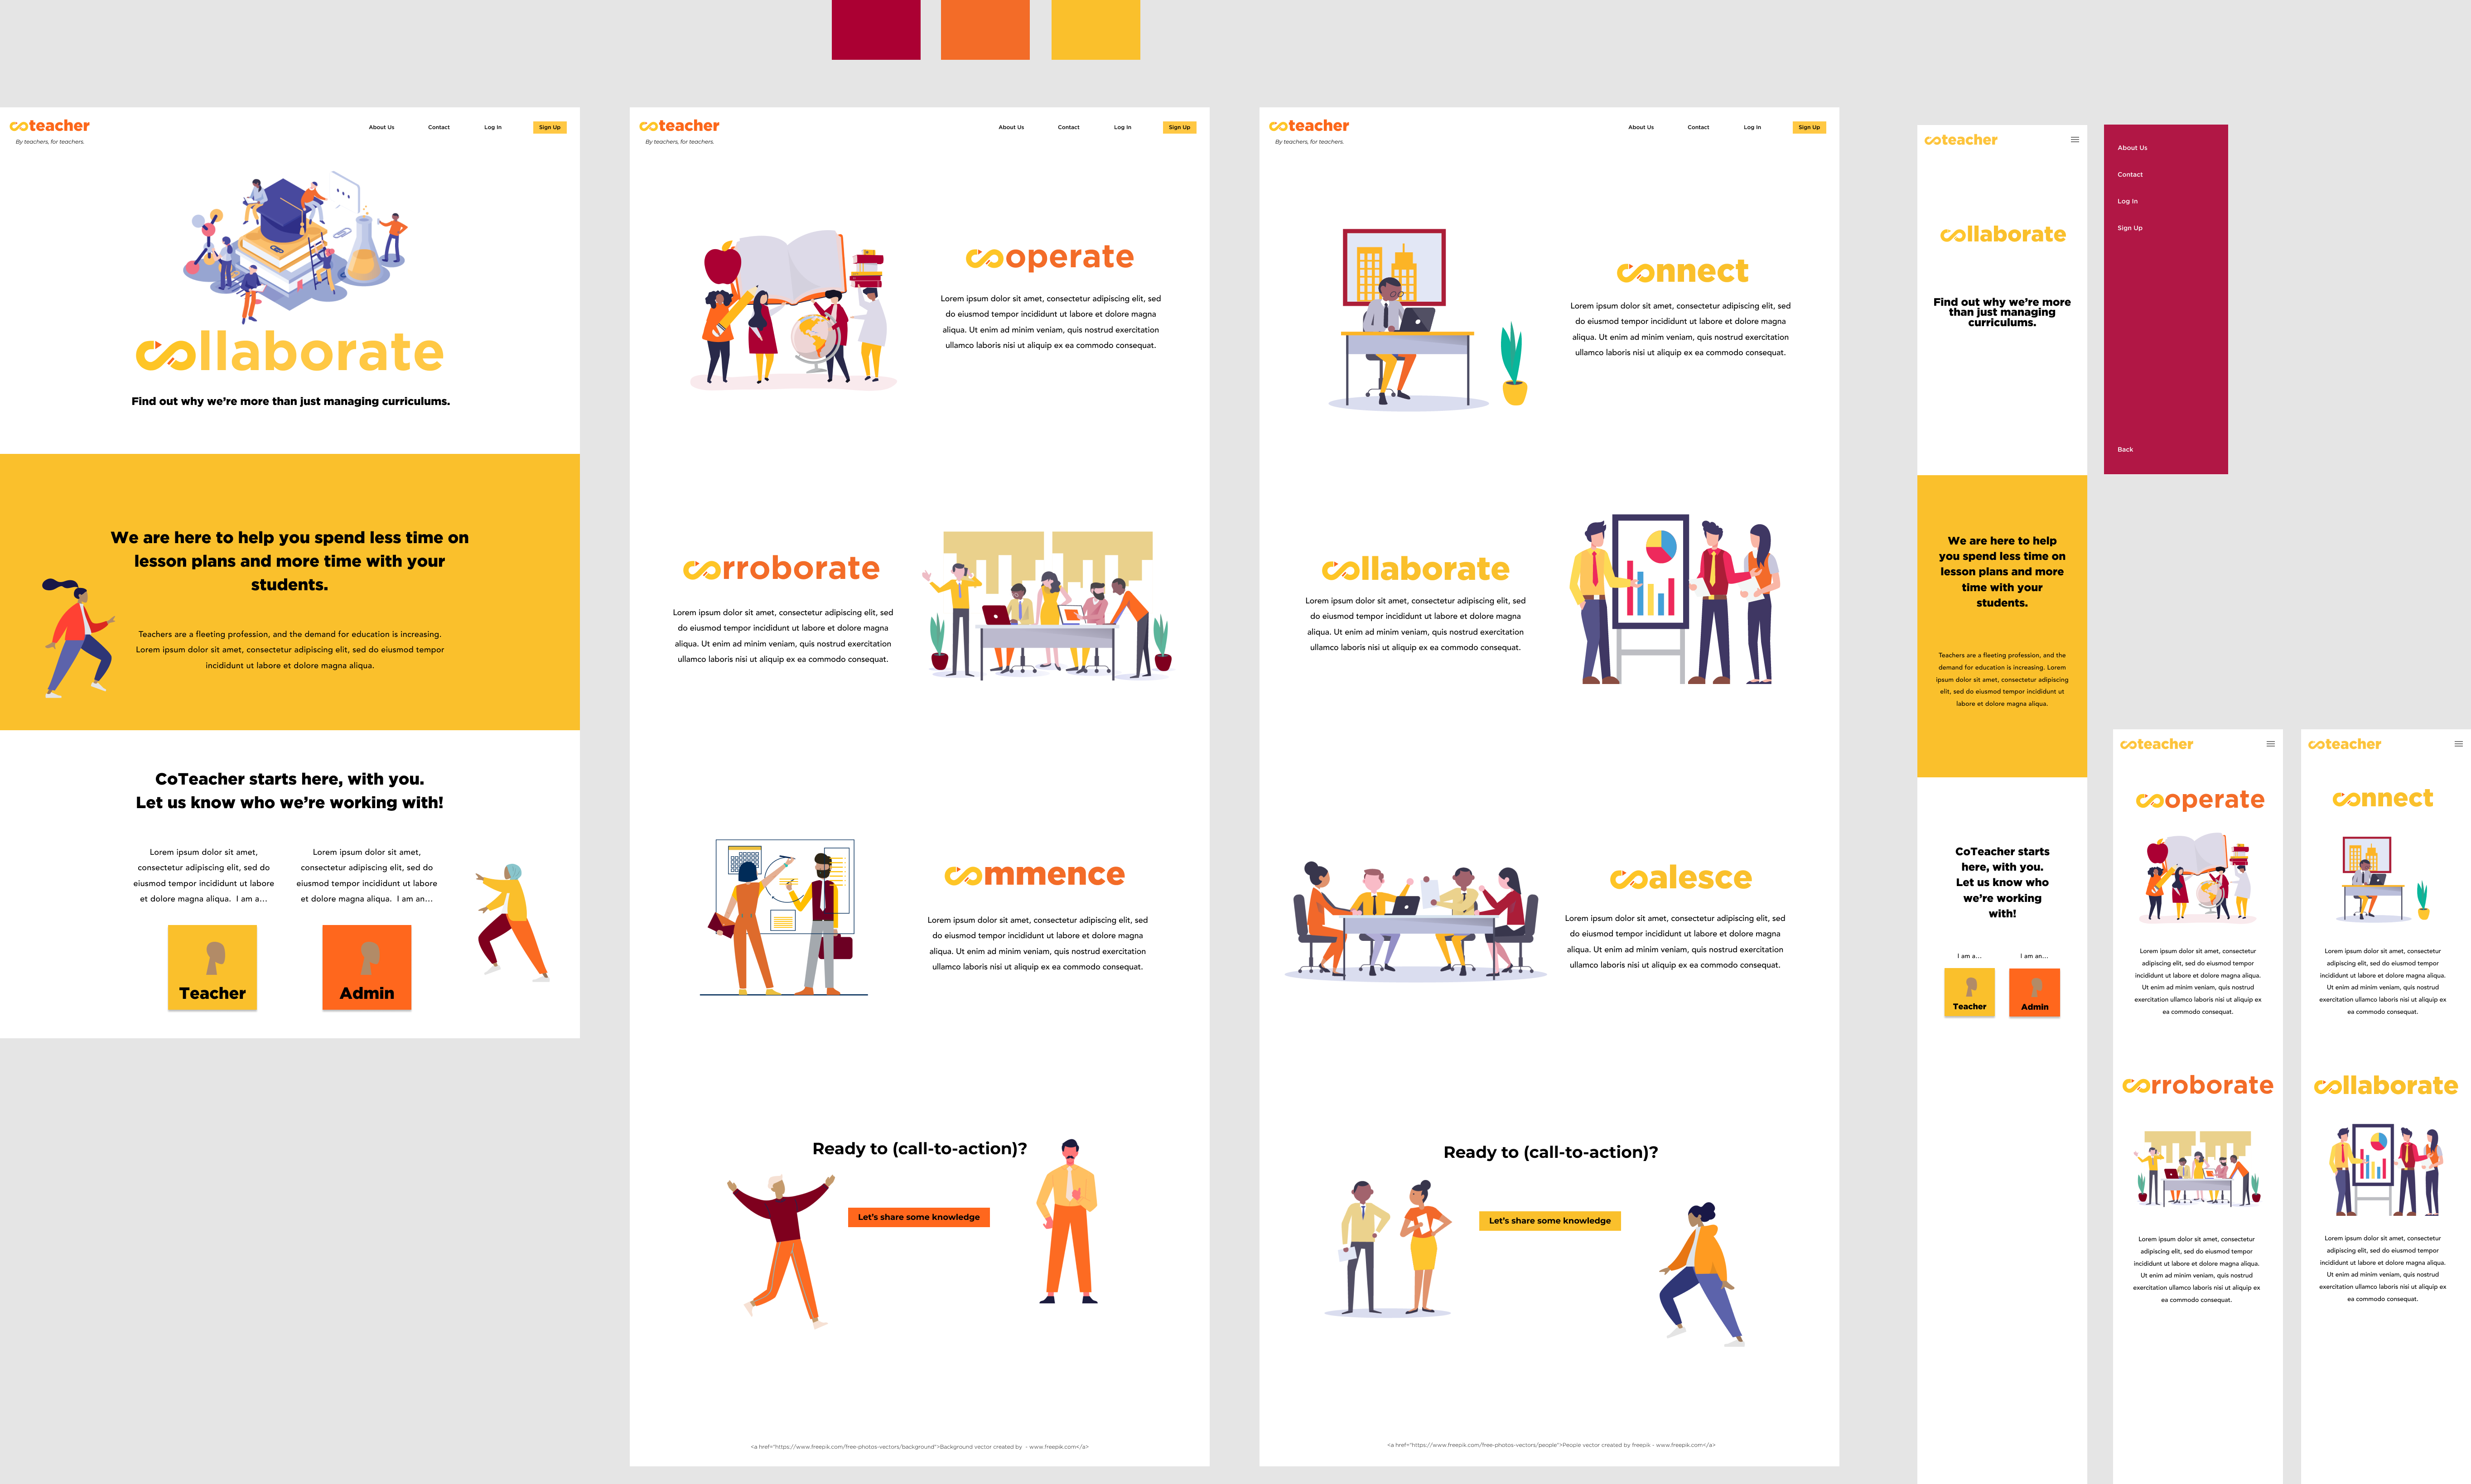 coteacher
By teachers, for teachers.
About Us
Contact
Log In
Sign Up
collaborate
Find out why we're more than just managing curriculums.
We are here to help you spend less time on
lesson plans and more time with your
students.
Teachers are a fleeting profession, and the demand for education is increasing.
Lorem ipsum dolor sit amet, consectetur adipiscing elit, sed do eiusmod tempor
incididunt ut labore et dolore magna aliqua.
CoTeacher starts here, with you.
Let us know who we're working with!
Lorem ipsum dolor sit amet,
consectetur adipiscing elit, sed do
eiusmod tempor incididunt ut labore
et dolore magna aliqua. I am a...
Teacher
Lorem ipsum dolor sit amet,
consectetur adipiscing elit, sed do
eiusmod tempor incididunt ut labore
et dolore magna aliqua. I am an...
Admin
coteacher
By teachers, for teachers.
About Us
Contact
Log In
Sign Up
cooperate
Lorem ipsum dolor sit amet, consectetur adipiscing elit, sed
do eiusmod tempor incididunt ut labore et dolore magna
aliqua. Ut enim ad minim veniam, quis nostrud exercitation
ullamco laboris nisi ut aliquip ex ea commodo consequat.
corroborate
Lorem ipsum dolor sit amet, consectetur adipiscing elit, sed
do eiusmod tempor incididunt ut labore et dolore magna
aliqua. Ut enim ad minim veniam, quis nostrud exercitation
ullamco laboris nisi ut aliquip ex ea commodo consequat.
commence
Lorem ipsum dolor sit amet, consectetur adipiscing elit, sed
do eiusmod tempor incididunt ut labore et dolore magna
aliqua. Ut enim ad minim veniam, quis nostrud exercitation
ullamco laboris nisi ut aliquip ex ea commodo consequat.
Ready to (call-to-action)?
Let's share some knowledge
<a href="https://www.freepik.com/free-photos-vectors/background">Background vector created by - www.freepik.com</a>
coteacher
By teachers, for teachers.
About Us
Contact
Log In
Sign Up
connect
Lorem ipsum dolor sit amet, consectetur adipiscing elit, sed
do eiusmod tempor incididunt ut labore et dolore magna
aliqua. Ut enim ad minim veniam, quis nostrud exercitation
ullamco laboris nisi ut aliquip ex ea commodo consequat.
collaborate
Lorem ipsum dolor sit amet, consectetur adipiscing elit, sed
do eiusmod tempor incididunt ut labore et dolore magna
aliqua. Ut enim ad minim veniam, quis nostrud exercitation
ullamco laboris nisi ut aliquip ex ea commodo consequat.
coalesce
Lorem ipsum dolor sit amet, consectetur adipiscing elit, sed
do eiusmod tempor incididunt ut labore et dolore magna
aliqua. Ut enim ad minim veniam, quis nostrud exercitation
ullamco laboris nisi ut aliquip ex ea commodo consequat.
Ready to (call-to-action)?
Let's share some knowledge
<a href="https://www.freepik.com/free-photos-vectors/people">People vector created by freepik - www.freepik.com</a>
coteacher
collaborate
Find out why we're more
than just managing
curriculums.
We are here to help
you spend less time on
lesson plans and more
time with your
students.
Teachers are a fleeting profession, and the
demand for education is increasing. Lorem
ipsum dolor sit amet, consectetur adipiscing
elit, sed do eiusmod tempor incididunt ut
labore et dolore magna aliqua.
CoTeacher starts
here, with you.
Let us know who
we're working
with!
I am a...
I am an...
Teacher
Admin
About Us
Contact
Log In
Sign Up
Back
coteacher
cooperate
Lorem ipsum dolor sit amet, consectetur
adipiscing elit, sed do eiusmod tempor
incididunt ut labore et dolore magna aliqua.
Ut enim ad minim veniam, quis nostrud
exercitation ullamco laboris nisi ut aliquip ex
ea commodo consequat.
corroborate
Lorem ipsum dolor sit amet, consectetur
adipiscing elit, sed do eiusmod tempor
incididunt ut labore et dolore magna aliqua.
Ut enim ad minim veniam, quis nostrud
exercitation ullamco laboris nisi ut aliquip ex
ea commodo consequat.
coteacher
connect
Lorem ipsum dolor sit amet, consectetur
adipiscing elit, sed do eiusmod tempor
incididunt ut labore et dolore magna aliqua.
Ut enim ad minim veniam, quis nostrud
exercitation ullamco laboris nisi ut aliquip ex
ea commodo consequat.
collaborate
Lorem ipsum dolor sit amet, consectetur
adipiscing elit, sed do eiusmod tempor
incididunt ut labore et dolore magna aliqua.
Ut enim ad minim veniam, quis nostrud
exercitation ullamco laboris nisi ut aliquip ex
ea commodo consequat.